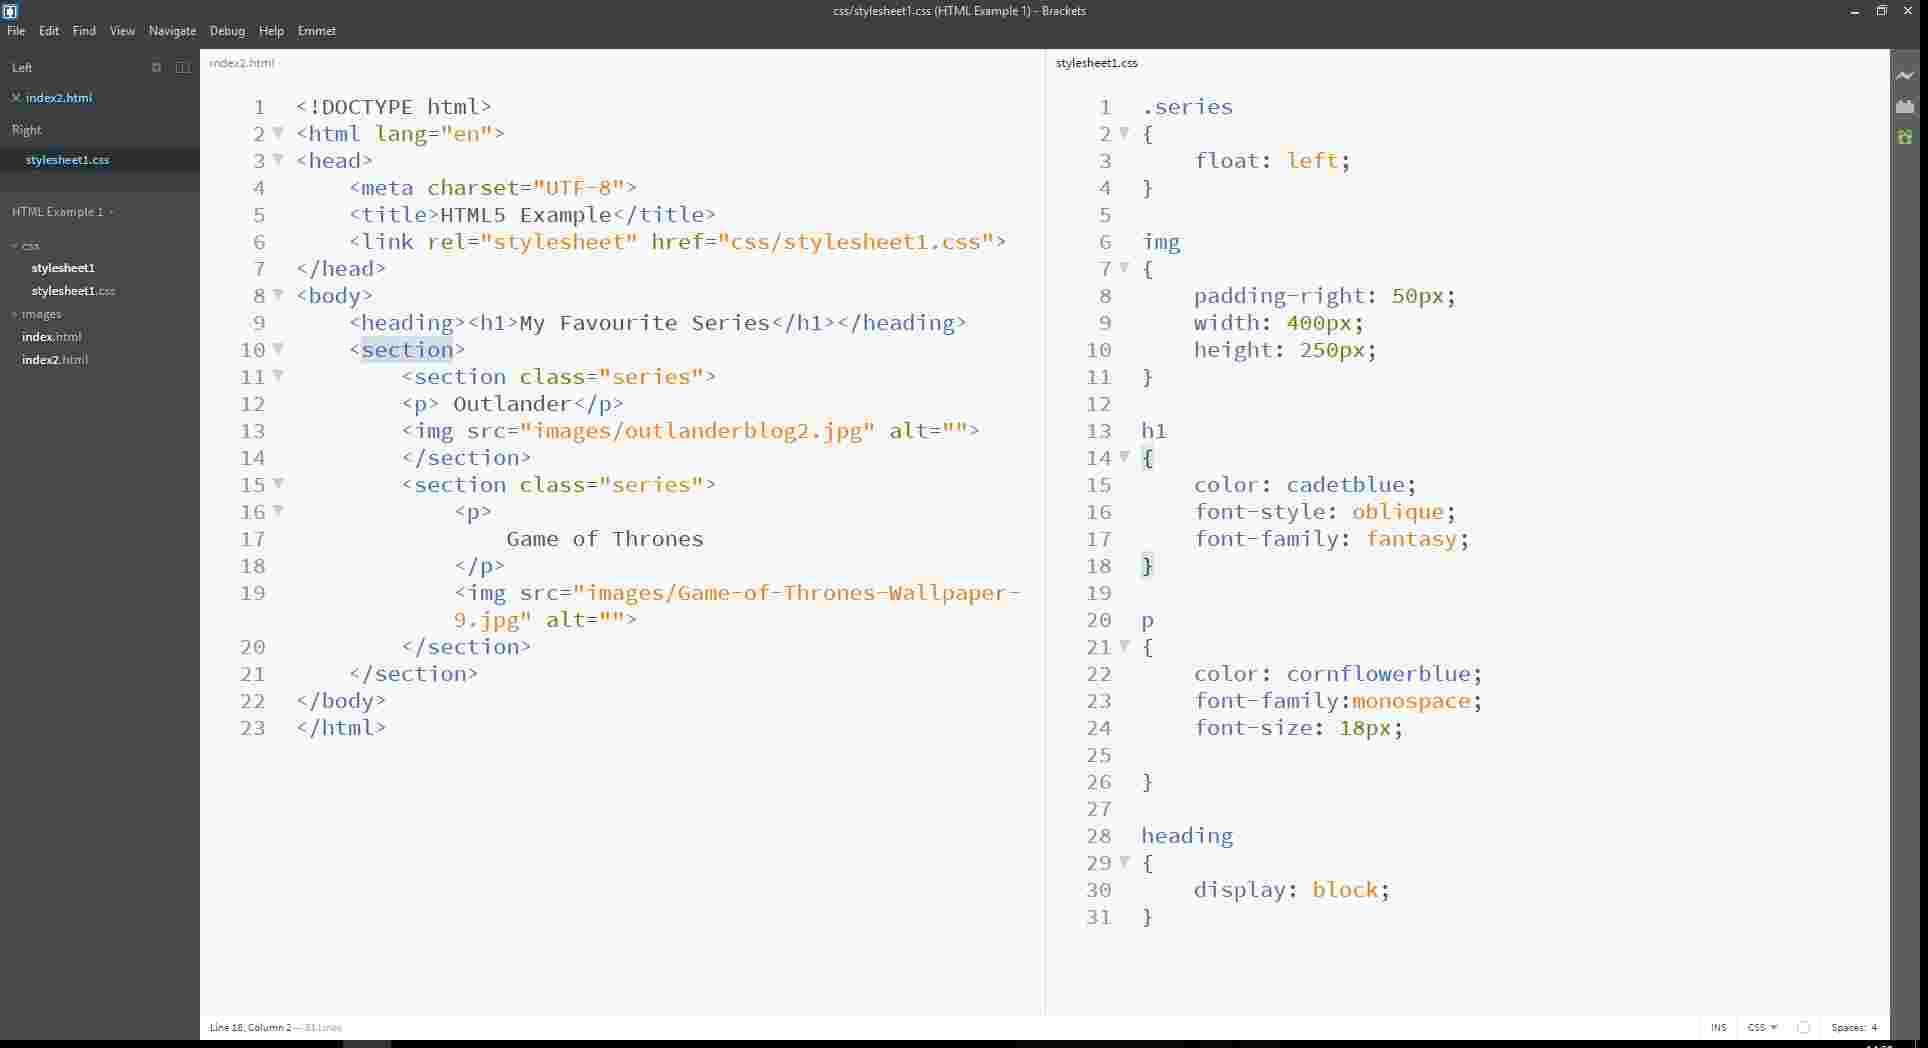 css/stylesheet1.css (HTML Example 1) - Brackets
File Edit Find View Navigate Debug Help Emmet
Left
index2.html
Right
stylesheet1.css
HTML Example 1
css
stylesheet1
stylesheet1.css
images
index.html
index2.html
index2.html
1 <!DOCTYPE html>
2 <html lang="en">
3 <head>
4 <meta charset="UTF-8">
5 <title>HTML5 Example</title>
6 <link rel="stylesheet" href="css/stylesheet1.css">
7 </head>
8 <body>
9 <heading><h1>My Favourite Series</h1></heading>
10 <section>
11 <section class="series">
12 <p> Outlander</p>
13 <img src="images/outlanderblog2.jpg" alt="">
14 </section>
15 <section class="series">
16 <p>
17 Game of Thrones
18 </p>
19 <img src="images/Game-of-Thrones-Wallpaper-
9.jpg" alt="">
20 </section>
21 </section>
22 </body>
23 </html>
stylesheet1.css
1 .series
2 {
3 float: left;
4 }
5
6 img
7 {
8 padding-right: 50px;
9 width: 400px;
10 height: 250px;
11 }
12
13 h1
14 {
15 color: cadetblue;
16 font-style: oblique;
17 font-family: fantasy;
18 }
19
20 p
21 {
22 color: cornflowerblue;
23 font-family:monospace;
24 font-size: 18px;
25
26 }
27
28 heading
29 {
30 display: block;
31 }
Line 18, Column 2 — 31 Lines
INS CSS Spaces: 4